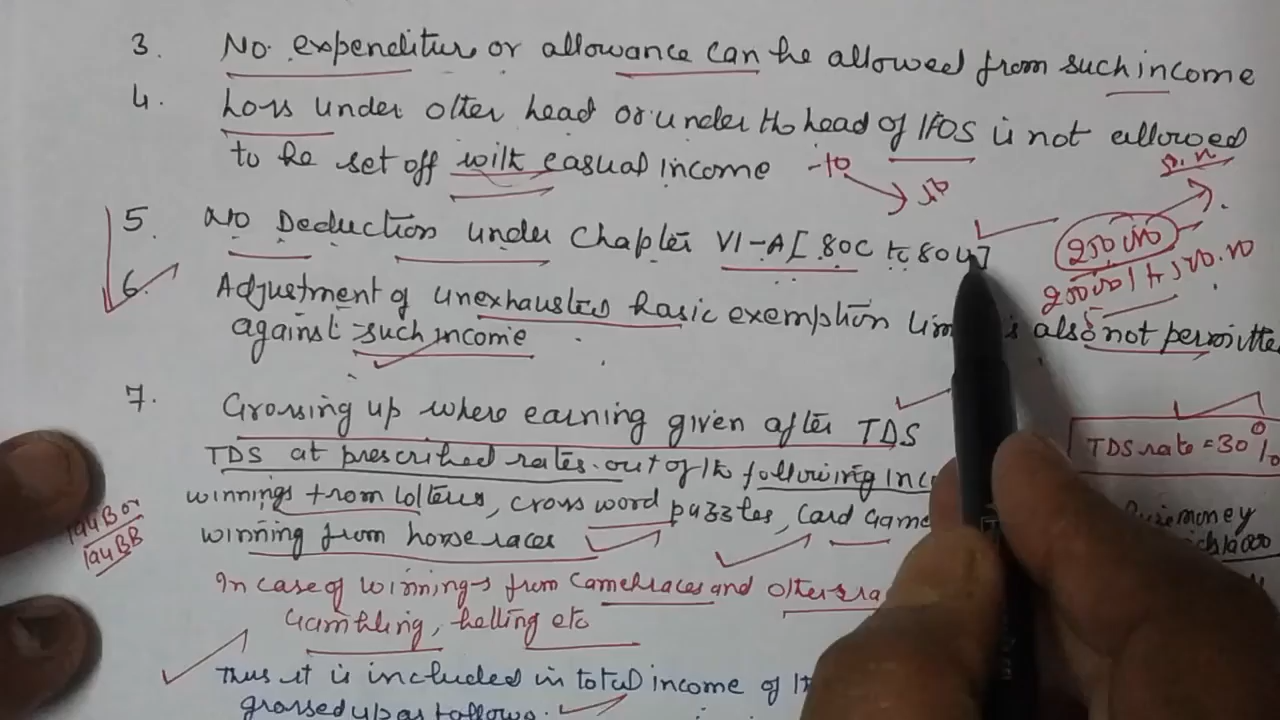 3. No expenditure or allowance can be allowed from such income
4. Loss under other head or under the head of IFOS is not allowed
to be set off with casual income
5. No Deduction under Chapter VI-A [80C to 80U]
6. Adjustment of unexhausted basic exemption is also not permitte
against such income
250000
7. Grossing up where earning given after TDS
TDS rate = 30%
TDS at prescribed rates out of the following inc
winnings from lotteries, cross word puzzles, card game
winning from horse races
194B or
194BB
In case of winnings from camel races and other ra
Gambling, betting etc
Thus it is included in total income of
grossed up as follows.